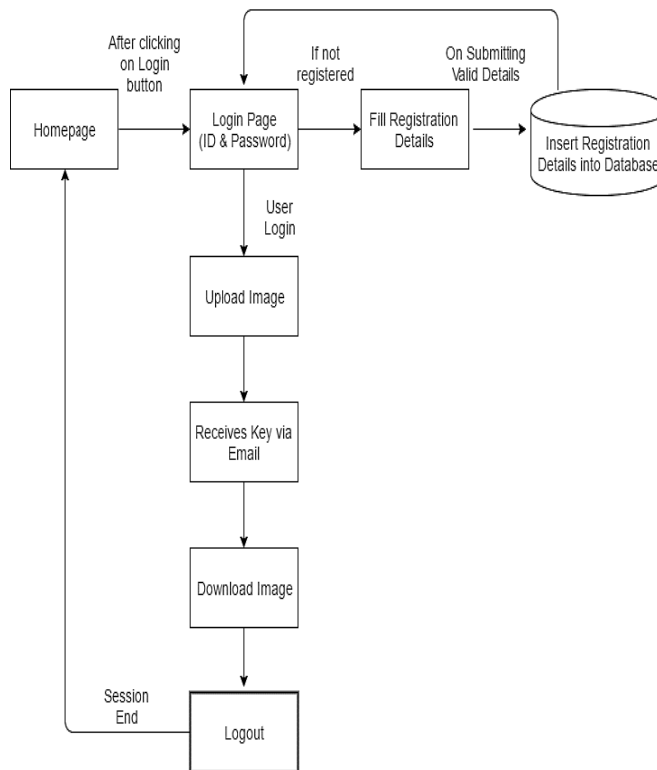 After clicking
on Login
button
If not
registered
On Submitting
Valid Details
Homepage
Login Page
(ID & Password)
Fill Registration
Details
Insert Registration
Details into Database
User
Login
Upload Image
Receives Key via
Email
Download Image
Session
End
Logout